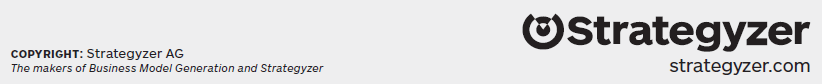 COPYRIGHT: Strategyzer AG
The makers of Business Model Generation and Strategyzer
Strategyzer
strategyzer.com